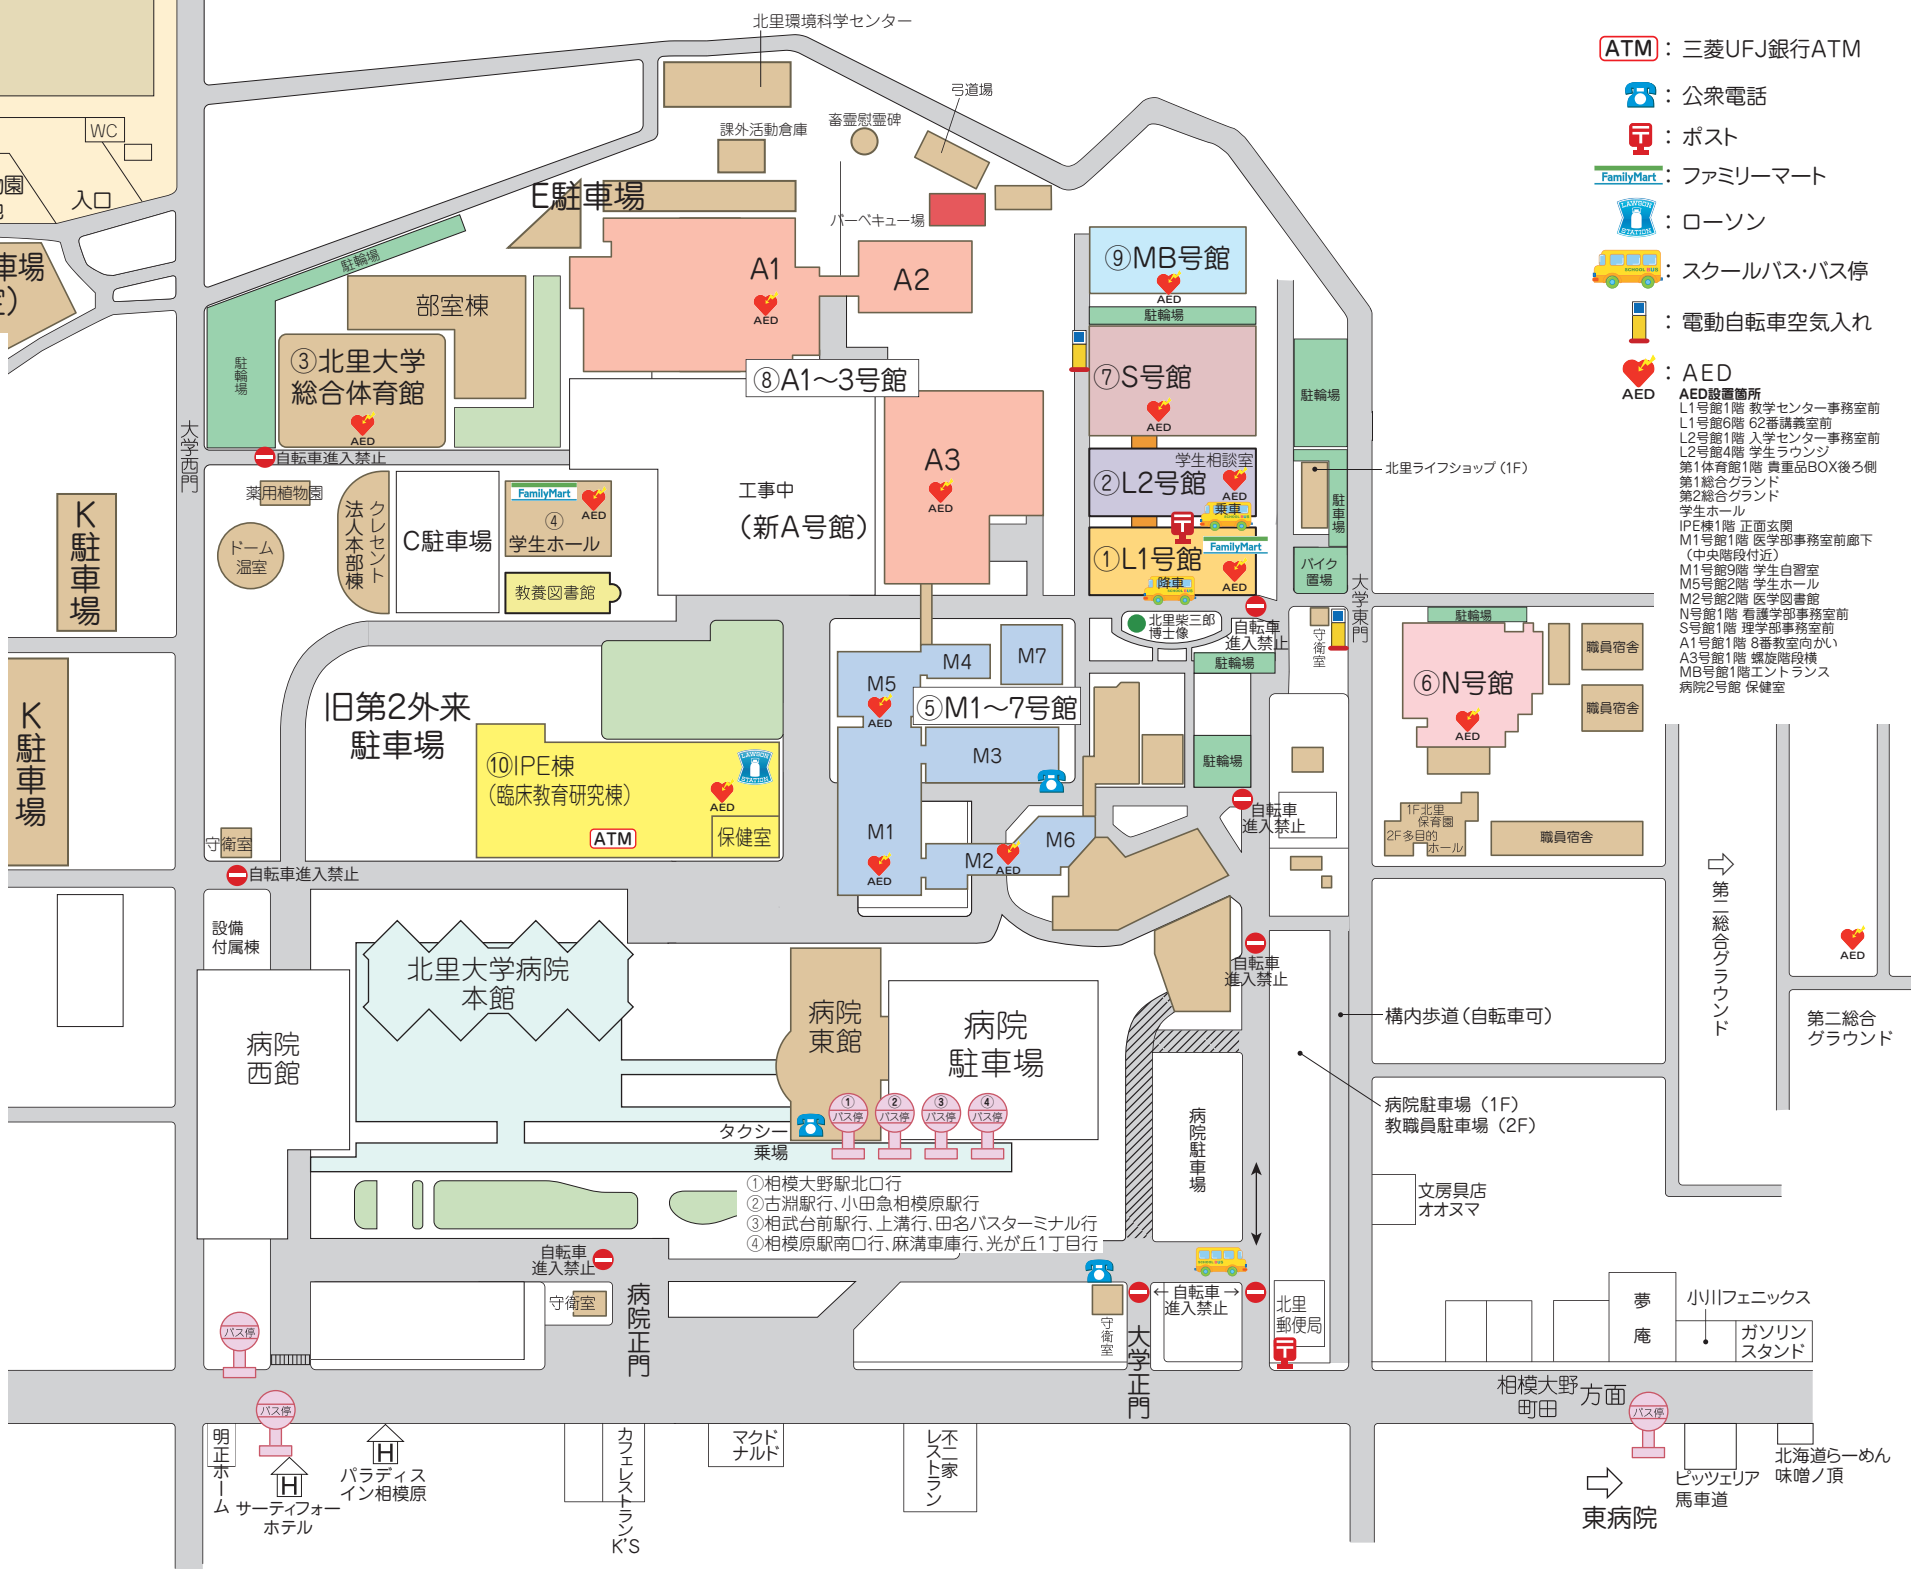 北里環境科学センター
弓道場
課外活動倉庫
畜霊慰霊碑
WC
入口
E駐車場
バーベキュー場
駐輪場
部室棟
A1
AED
A2
⑨MB号館
AED
駐輪場
駐輪場
③北里大学
総合体育館
AED
⑧A1～3号館
⑦S号館
AED
駐輪場
大学西門
自転車進入禁止
A3
AED
学生相談室
②L2号館
AED
乗車
SCHOOL BUS
北里ライフショップ（1F）
駐車場
薬用植物園
ドーム
温室
クレセント
法人本部棟
C駐車場
FamilyMart
④
学生ホール
AED
教養図書館
工事中
（新A号館）
①L1号館
FamilyMart
AED
降車
SCHOOL BUS
バイク
置場
大学東門
K駐車場
K駐車場
北里柴三郎
博士像
自転車
進入禁止
守衛室
駐輪場
駐輪場
職員宿舎
職員宿舎
⑥N号館
AED
旧第2外来
駐車場
M4
M7
M5
AED
⑤M1～7号館
M3
駐輪場
⑩IPE棟
（臨床教育研究棟）
LAWSON
STATION
AED
ATM
保健室
M1
AED
M2
AED
M6
自転車
進入禁止
1F北里
保育園
2F多目的
ホール
職員宿舎
守衛室
自転車進入禁止
設備
付属棟
北里大学病院
本館
病院
西館
病院
東館
病院
駐車場
自転車
進入禁止
構内歩道（自転車可）
第二総合グラウンド
AED
第二総合
グラウンド
病院駐車場（1F）
教職員駐車場（2F）
病院駐車場
タクシー
乗場
①
バス停
②
バス停
③
バス停
④
バス停
①相模大野駅北口行
②古淵駅行、小田急相模原駅行
③相武台前駅行、上溝行、田名バスターミナル行
④相模原駅南口行、麻溝車庫行、光が丘1丁目行
文房具店
オオヌマ
自転車
進入禁止
守衛室
病院正門
SCHOOL BUS
守衛室
自転車
進入禁止
大学正門
北里
郵便局
夢庵
小川フェニックス
ガソリン
スタンド
バス停
バス停
相模大野
町田
方面
バス停
明正ホーム
サーティフォー
ホテル
H
H
パラディス
イン相模原
カフェレストラン
K'S
マクド
ナルド
不二家
レストラン
東病院
ピッツェリア
馬車道
北海道らーめん
味噌ノ頂
ATM：三菱UFJ銀行ATM
：公衆電話
：ポスト
FamilyMart：ファミリーマート
LAWSON
STATION
：ローソン
SCHOOL BUS
：スクールバス・バス停
：電動自転車空気入れ
AED
：AED
AED設置箇所
L1号館1階 教学センター事務室前
L1号館6階 62番講義室前
L2号館1階 入学センター事務室前
L2号館4階 学生ラウンジ
第1体育館1階 貴重品BOX後ろ側
第1総合グランド
第2総合グランド
学生ホール
IPE棟1階 正面玄関
M1号館1階 医学部事務室前廊下
（中央階段付近）
M1号館9階 学生自習室
M5号館2階 学生ホール
M2号館2階 医学図書館
N号館1階 看護学部事務室前
S号館1階 理学部事務室前
A1号館1階 8番教室向かい
A3号館1階 螺旋階段横
MB号館1階エントランス
病院2号館 保健室